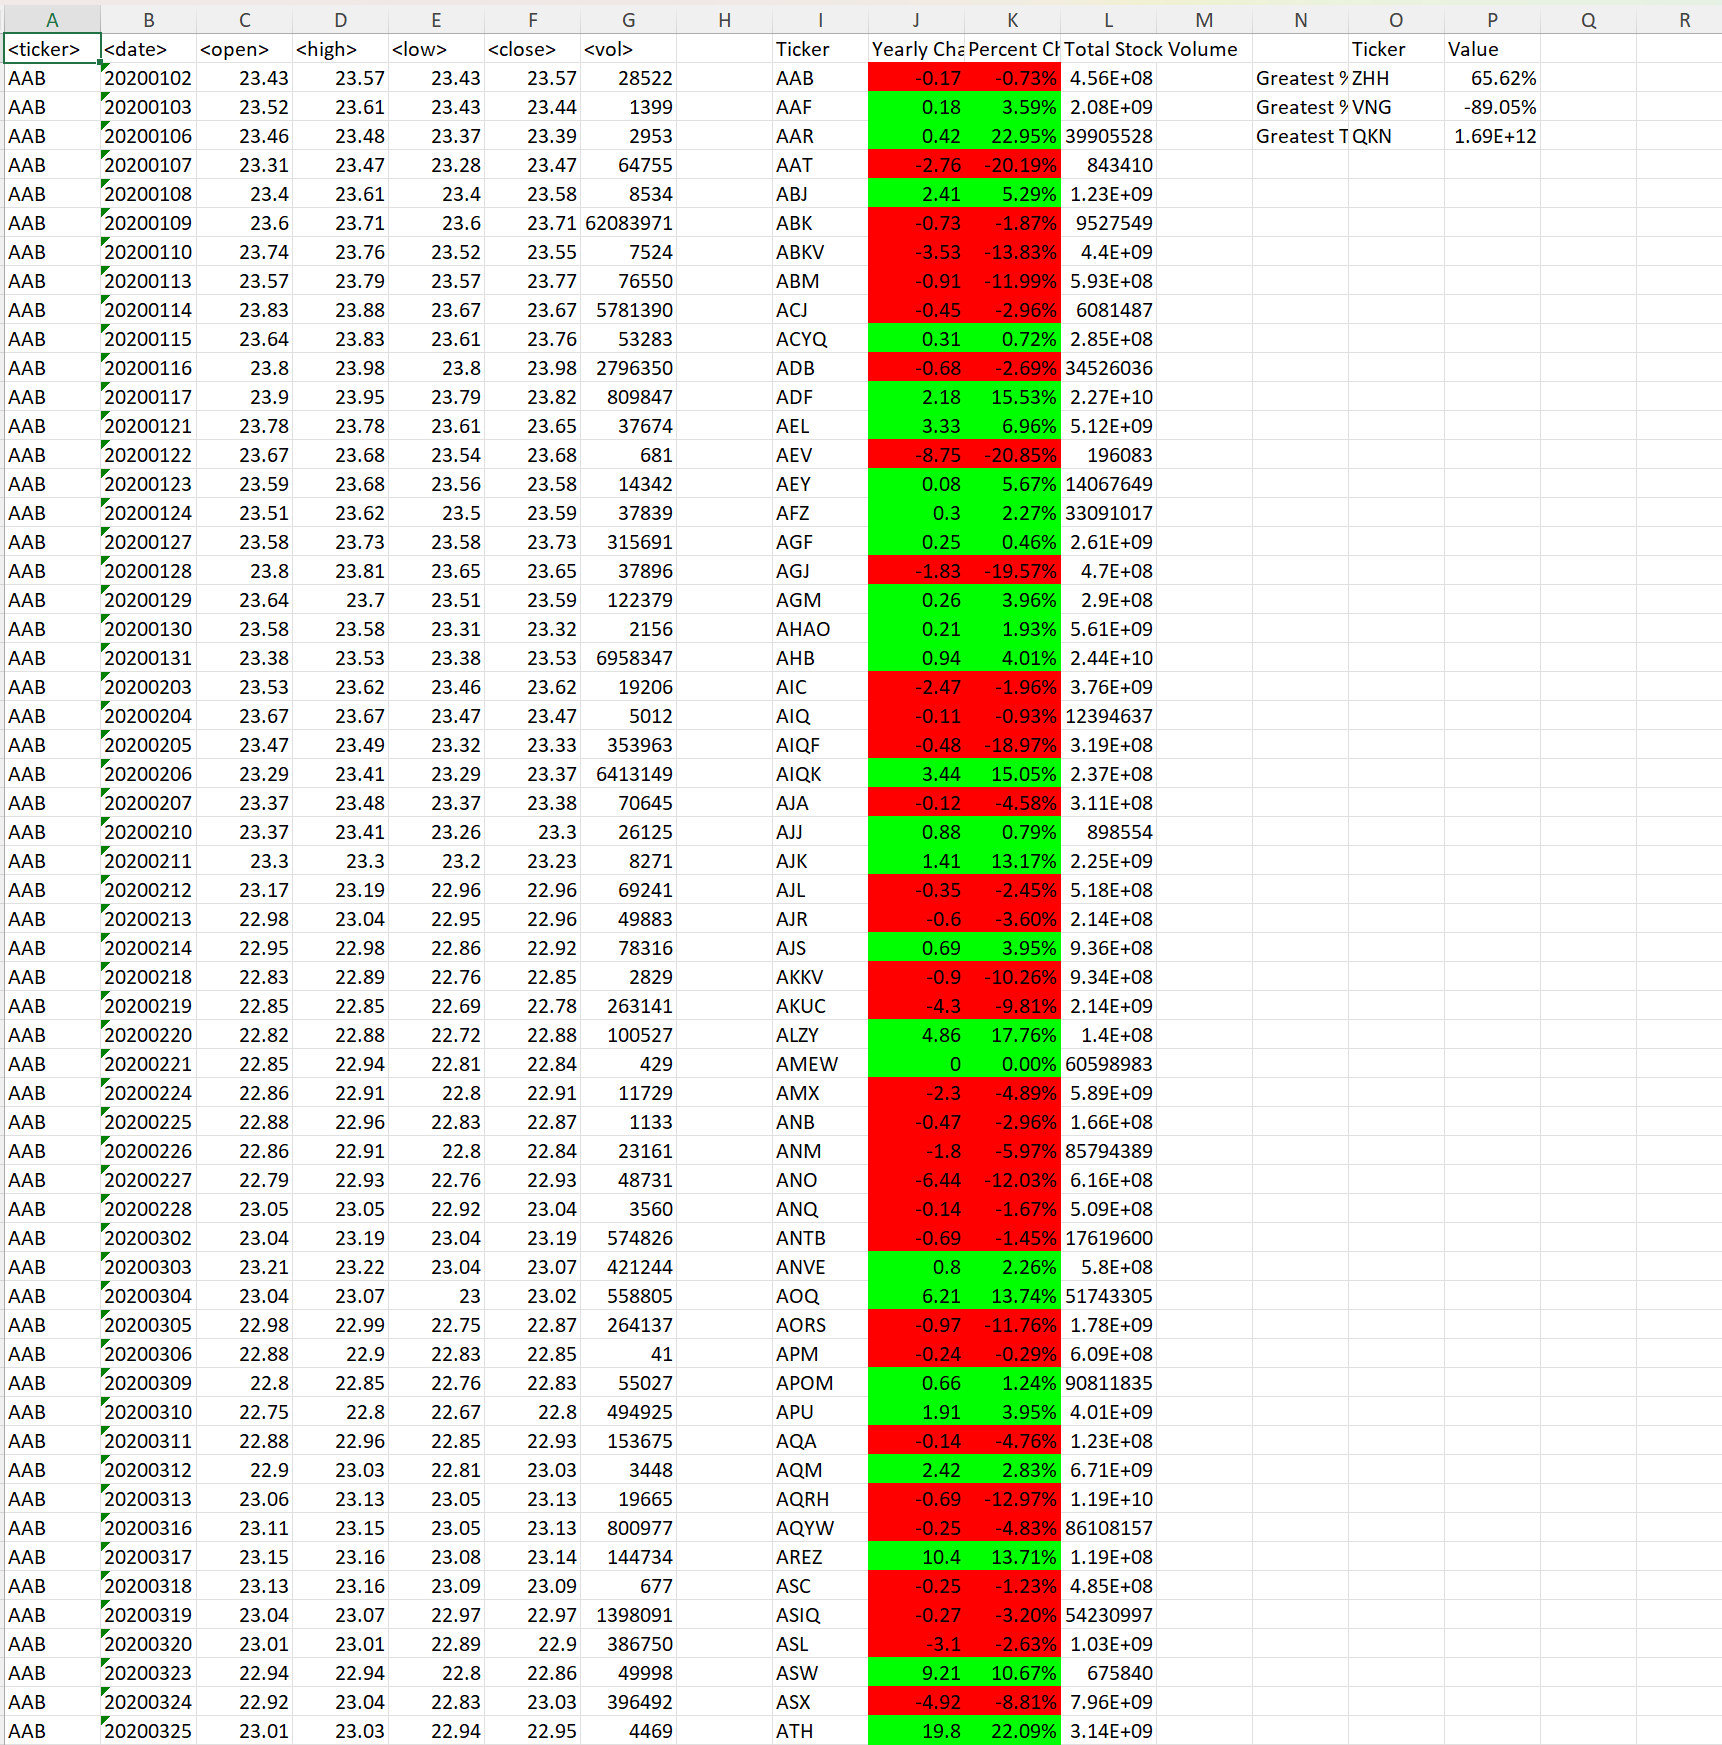 A B C D E F G H I J K L M N O P Q R
<ticker> <date> <open> <high> <low> <close> <vol> Ticker Yearly Cha Percent Ch Total Stock Volume Ticker Value
AAB 20200102 23.43 23.57 23.43 23.57 28522 AAB -0.17 -0.73% 4.56E+08 Greatest % ZHH 65.62%
AAB 20200103 23.52 23.61 23.43 23.44 1399 AAF 0.18 3.59% 2.08E+09 Greatest % VNG -89.05%
AAB 20200106 23.46 23.48 23.37 23.39 2953 AAR 0.42 22.95% 39905528 Greatest T QKN 1.69E+12
AAB 20200107 23.31 23.47 23.28 23.47 64755 AAT -2.76 -20.19% 843410
AAB 20200108 23.4 23.61 23.4 23.58 8534 ABJ 2.41 5.29% 1.23E+09
AAB 20200109 23.6 23.71 23.6 23.71 62083971 ABK -0.73 -1.87% 9527549
AAB 20200110 23.74 23.76 23.52 23.55 7524 ABKV -3.53 -13.83% 4.4E+09
AAB 20200113 23.57 23.79 23.57 23.77 76550 ABM -0.91 -11.99% 5.93E+08
AAB 20200114 23.83 23.88 23.67 23.67 5781390 ACJ -0.45 -2.96% 6081487
AAB 20200115 23.64 23.83 23.61 23.76 53283 ACYQ 0.31 0.72% 2.85E+08
AAB 20200116 23.8 23.98 23.8 23.98 2796350 ADB -0.68 -2.69% 34526036
AAB 20200117 23.9 23.95 23.79 23.82 809847 ADF 2.18 15.53% 2.27E+10
AAB 20200121 23.78 23.78 23.61 23.65 37674 AEL 3.33 6.96% 5.12E+09
AAB 20200122 23.67 23.68 23.54 23.68 681 AEV -8.75 -20.85% 196083
AAB 20200123 23.59 23.68 23.56 23.58 14342 AEY 0.08 5.67% 14067649
AAB 20200124 23.51 23.62 23.5 23.59 37839 AFZ 0.3 2.27% 33091017
AAB 20200127 23.58 23.73 23.58 23.73 315691 AGF 0.25 0.46% 2.61E+09
AAB 20200128 23.8 23.81 23.65 23.65 37896 AGJ -1.83 -19.57% 4.7E+08
AAB 20200129 23.64 23.7 23.51 23.59 122379 AGM 0.26 3.96% 2.9E+08
AAB 20200130 23.58 23.58 23.31 23.32 2156 AHAO 0.21 1.93% 5.61E+09
AAB 20200131 23.38 23.53 23.38 23.53 6958347 AHB 0.94 4.01% 2.44E+10
AAB 20200203 23.53 23.62 23.46 23.62 19206 AIC -2.47 -1.96% 3.76E+09
AAB 20200204 23.67 23.67 23.47 23.47 5012 AIQ -0.11 -0.93% 12394637
AAB 20200205 23.47 23.49 23.32 23.33 353963 AIQF -0.48 -18.97% 3.19E+08
AAB 20200206 23.29 23.41 23.29 23.37 6413149 AIQK 3.44 15.05% 2.37E+08
AAB 20200207 23.37 23.48 23.37 23.38 70645 AJA -0.12 -4.58% 3.11E+08
AAB 20200210 23.37 23.41 23.26 23.3 26125 AJJ 0.88 0.79% 898554
AAB 20200211 23.3 23.3 23.2 23.23 8271 AJK 1.41 13.17% 2.25E+09
AAB 20200212 23.17 23.19 22.96 22.96 69241 AJL -0.35 -2.45% 5.18E+08
AAB 20200213 22.98 23.04 22.95 22.96 49883 AJR -0.6 -3.60% 2.14E+08
AAB 20200214 22.95 22.98 22.86 22.92 78316 AJS 0.69 3.95% 9.36E+08
AAB 20200218 22.83 22.89 22.76 22.85 2829 AKKV -0.9 -10.26% 9.34E+08
AAB 20200219 22.85 22.85 22.69 22.78 263141 AKUC -4.3 -9.81% 2.14E+09
AAB 20200220 22.82 22.88 22.72 22.88 100527 ALZY 4.86 17.76% 1.4E+08
AAB 20200221 22.85 22.94 22.81 22.84 429 AMEW 0 0.00% 60598983
AAB 20200224 22.86 22.91 22.8 22.91 11729 AMX -2.3 -4.89% 5.89E+09
AAB 20200225 22.88 22.96 22.83 22.87 1133 ANB -0.47 -2.96% 1.66E+08
AAB 20200226 22.86 22.91 22.8 22.84 23161 ANM -1.8 -5.97% 85794389
AAB 20200227 22.79 22.93 22.76 22.93 48731 ANO -6.44 -12.03% 6.16E+08
AAB 20200228 23.05 23.05 22.92 23.04 3560 ANQ -0.14 -1.67% 5.09E+08
AAB 20200302 23.04 23.19 23.04 23.19 574826 ANTB -0.69 -1.45% 17619600
AAB 20200303 23.21 23.22 23.04 23.07 421244 ANVE 0.8 2.26% 5.8E+08
AAB 20200304 23.04 23.07 23 23.02 558805 AOQ 6.21 13.74% 51743305
AAB 20200305 22.98 22.99 22.75 22.87 264137 AORS -0.97 -11.76% 1.78E+09
AAB 20200306 22.88 22.9 22.83 22.85 41 APM -0.24 -0.29% 6.09E+08
AAB 20200309 22.8 22.85 22.76 22.83 55027 APOM 0.66 1.24% 90811835
AAB 20200310 22.75 22.8 22.67 22.8 494925 APU 1.91 3.95% 4.01E+09
AAB 20200311 22.88 22.96 22.85 22.93 153675 AQA -0.14 -4.76% 1.23E+08
AAB 20200312 22.9 23.03 22.81 23.03 3448 AQM 2.42 2.83% 6.71E+09
AAB 20200313 23.06 23.13 23.05 23.13 19665 AQRH -0.69 -12.97% 1.19E+10
AAB 20200316 23.11 23.15 23.05 23.13 800977 AQYW -0.25 -4.83% 86108157
AAB 20200317 23.15 23.16 23.08 23.14 144734 AREZ 10.4 13.71% 1.19E+08
AAB 20200318 23.13 23.16 23.09 23.09 677 ASC -0.25 -1.23% 4.85E+08
AAB 20200319 23.04 23.07 22.97 22.97 1398091 ASIQ -0.27 -3.20% 54230997
AAB 20200320 23.01 23.01 22.89 22.9 386750 ASL -3.1 -2.63% 1.03E+09
AAB 20200323 22.94 22.94 22.8 22.86 49998 ASW 9.21 10.67% 675840
AAB 20200324 22.92 23.04 22.83 23.03 396492 ASX -4.92 -8.81% 7.96E+09
AAB 20200325 23.01 23.03 22.94 22.95 4469 ATH 19.8 22.09% 3.14E+09